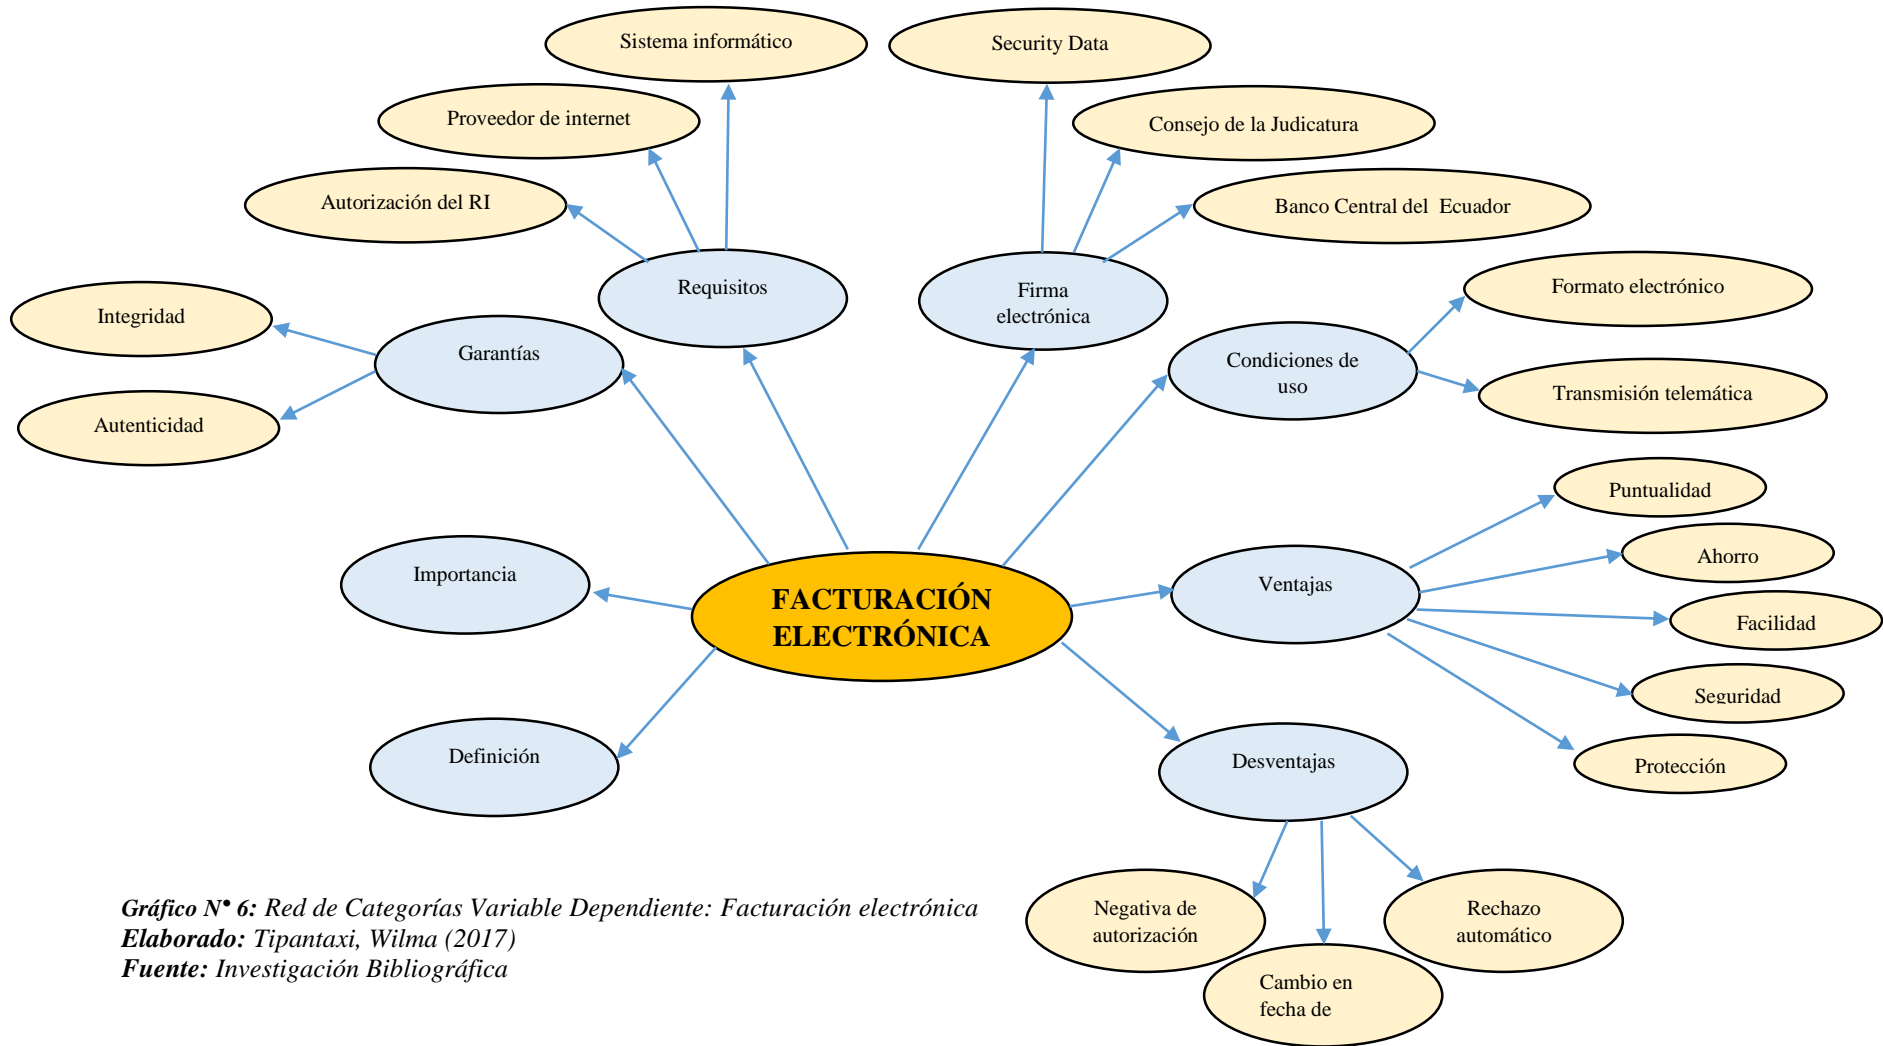 Sistema informático
Security Data
Proveedor de internet
Consejo de la Judicatura
Autorización del RI
Banco Central del Ecuador
Requisitos
Firma
electrónica
Formato electrónico
Integridad
Garantías
Condiciones de
uso
Transmisión telemática
Autenticidad
Puntualidad
Importancia
FACTURACIÓN
ELECTRÓNICA
Ventajas
Ahorro
Facilidad
Seguridad
Definición
Desventajas
Protección
Negativa de
autorización
Rechazo
automático
Cambio en
fecha de
Gráfico N° 6: Red de Categorías Variable Dependiente: Facturación electrónica
Elaborado: Tipantaxi, Wilma (2017)
Fuente: Investigación Bibliográfica